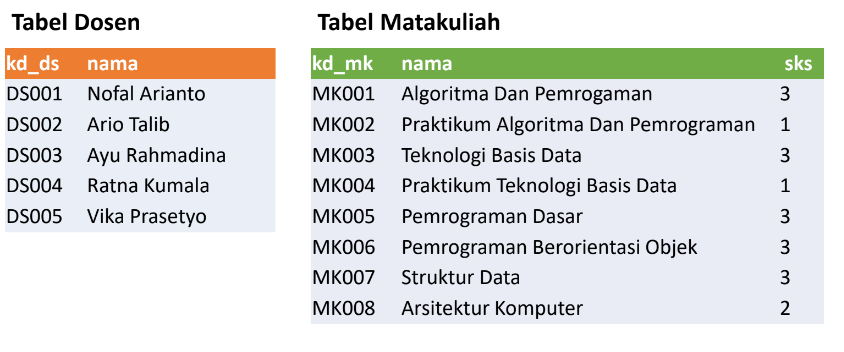 Tabel Dosen
kd_ds nama
DS001 Nofal Arianto
DS002 Ario Talib
DS003 Ayu Rahmadina
DS004 Ratna Kumala
DS005 Vika Prasetyo
Tabel Matakuliah
kd_mk nama sks
MK001 Algoritma Dan Pemrogaman 3
MK002 Praktikum Algoritma Dan Pemrograman 1
MK003 Teknologi Basis Data 3
MK004 Praktikum Teknologi Basis Data 1
MK005 Pemrograman Dasar 3
MK006 Pemrograman Berorientasi Objek 3
MK007 Struktur Data 3
MK008 Arsitektur Komputer 2